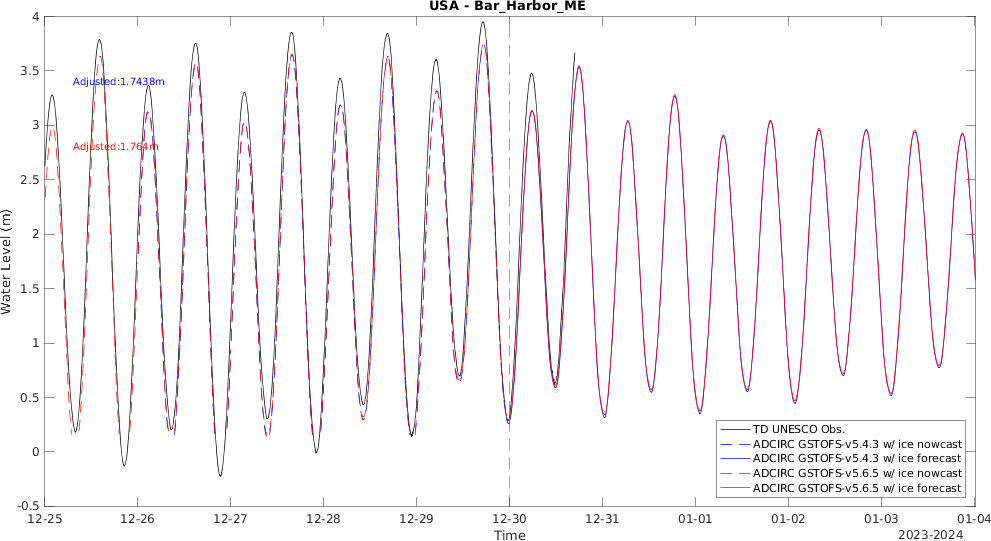 USA - Bar_Harbor_ME
4
3.5
3
2.5
2
1.5
1
0.5
0
-0.5
Water Level (m)
Adjusted:1.7438m
Adjusted:1.764m
TD UNESCO Obs.
ADCIRC GSTOFS-v5.4.3 w/ ice nowcast
ADCIRC GSTOFS-v5.4.3 w/ ice forecast
ADCIRC GSTOFS-v5.6.5 w/ ice nowcast
ADCIRC GSTOFS-v5.6.5 w/ ice forecast
12-25 12-26 12-27 12-28 12-29 12-30 12-31 01-01 01-02 01-03 01-04
Time
2023-2024